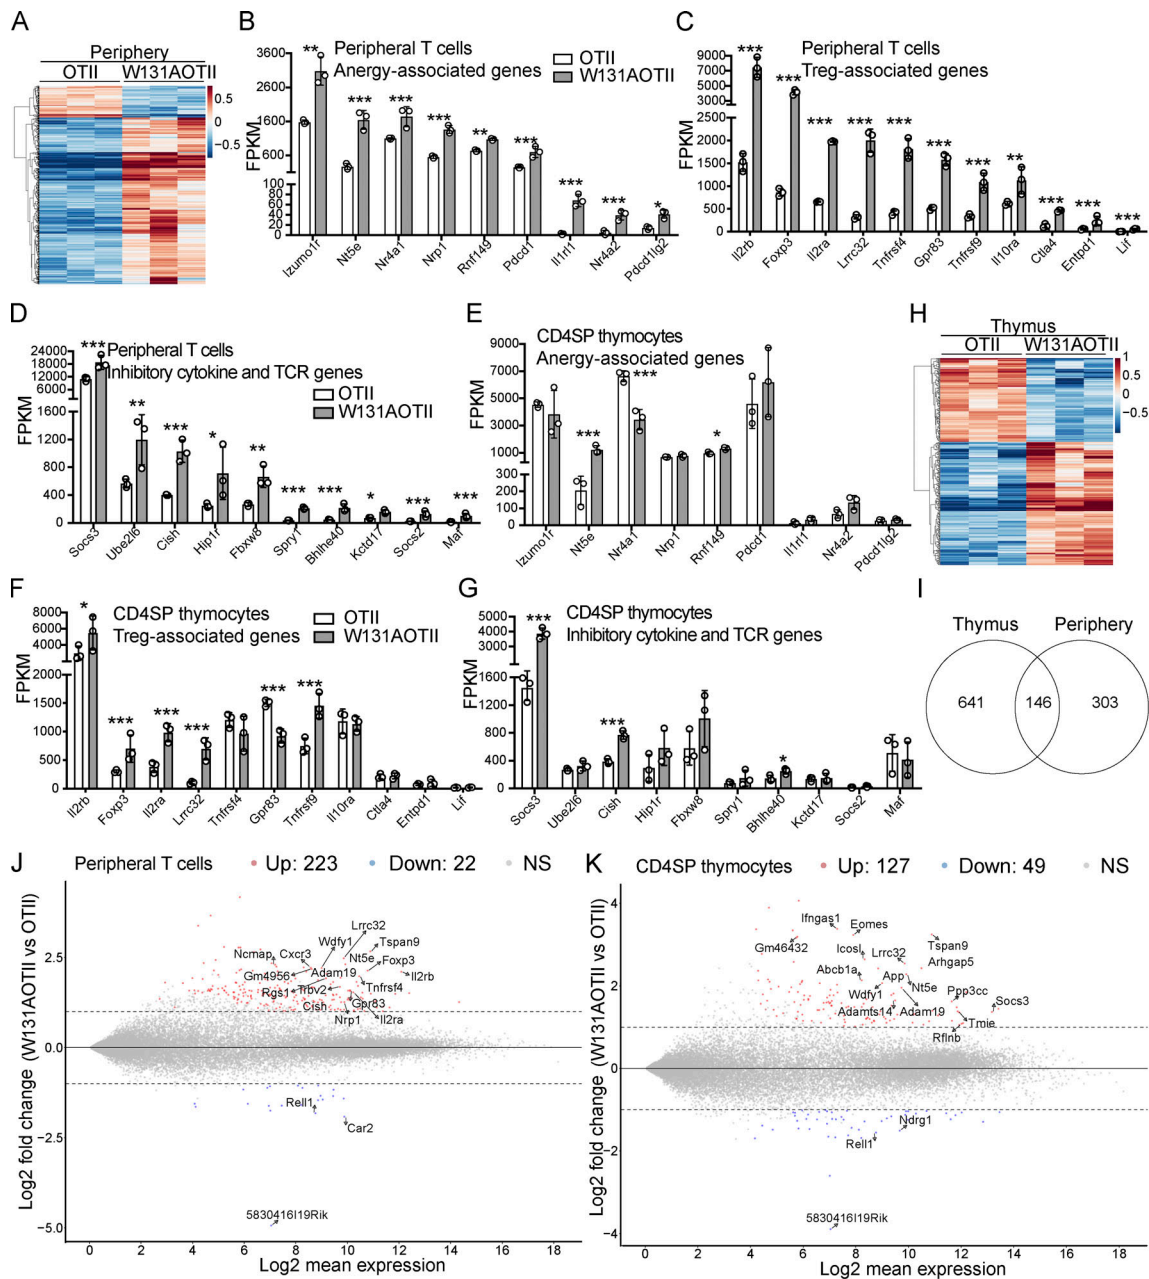 A
Periphery
OTII W131AOTII
0.5
0
−0.5
B
Peripheral T cells
Anergy-associated genes
OTII
W131AOTII
FPKM
3600
2600
1600
600
100
80
60
40
20
0
** *** *** *** ** *** *** *** *
Izumo1r Nt5e Nr4a1 Nrp1 Rnf149 Pdcd1 Il1rl1 Nr4a2 Pdcd1lg2
C
Peripheral T cells
Treg-associated genes
FPKM
9000
7000
5000
3000
2500
2000
1500
1000
500
0
*** *** *** *** *** *** *** ** *** *** ***
Il2rb Foxp3 Il2ra Lrrc32 Tnfrsf4 Gpr83 Tnfrsf9 Il10ra Ctla4 Entpd1 Lif
D
Peripheral T cells
Inhibitory cytokine and TCR genes
OTII
W131AOTII
FPKM
24000
20000
16000
12000
8000
1600
1200
800
400
0
*** ** *** * ** *** *** * *** ***
Socs3 Ube2l6 Cish Hip1r Fbxw8 Spry1 Bhlhe40 Kctd17 Socs2 Maf
E
CD4SP thymocytes
Anergy-associated genes
FPKM
9000
7000
5000
3000
1000
300
200
100
0
*** *** *
Izumo1r Nt5e Nr4a1 Nrp1 Rnf149 Pdcd1 Il1rl1 Nr4a2 Pdcd1lg2
H
Thymus
OTII W131AOTII
1
0.5
0
−0.5
F
CD4SP thymocytes
Treg-associated genes
OTII
W131AOTII
FPKM
8000
6000
4000
2000
2000
1500
1000
500
0
* *** *** *** *** ***
Il2rb Foxp3 Il2ra Lrrc32 Tnfrsf4 Gpr83 Tnfrsf9 Il10ra Ctla4 Entpd1 Lif
G
CD4SP thymocytes
Inhibitory cytokine and TCR genes
FPKM
5000
4000
3000
2000
1600
1200
800
400
0
*** *** *
Socs3 Ube2l6 Cish Hip1r Fbxw8 Spry1 Bhlhe40 Kctd17 Socs2 Maf
I
Thymus Periphery
641 146 303
J
Peripheral T cells Up: 223 Down: 22 NS
Log2 fold change (W131AOTII vs OTII)
2.5
0.0
−2.5
−5.0
Lrrc32
Wdfy1 Tspan9
Ncmap Cxcr3 Nt5e Foxp3
Gm4956 Adam19 Il2rb
Rgs1 Trbv2 Tnfrsf4
Cish Gpr83
Nrp1 Il2ra
Rell1
Car2
5830416I19Rik
0 2 4 6 8 10 12 14 16 18
Log2 mean expression
K
CD4SP thymocytes Up: 127 Down: 49 NS
Log2 fold change (W131AOTII vs OTII)
4
2
0
−2
−4
Ifngas1 Eomes
Gm46432 Icosl Lrrc32 Tspan9
Arhgap5
Abcb1a App
Wdfy1 Nt5e Ppp3cc
Adamts14 Adam19 Socs3
Tmie
Rflnb
Ndrg1
Rell1
5830416I19Rik
0 2 4 6 8 10 12 14 16 18
Log2 mean expression